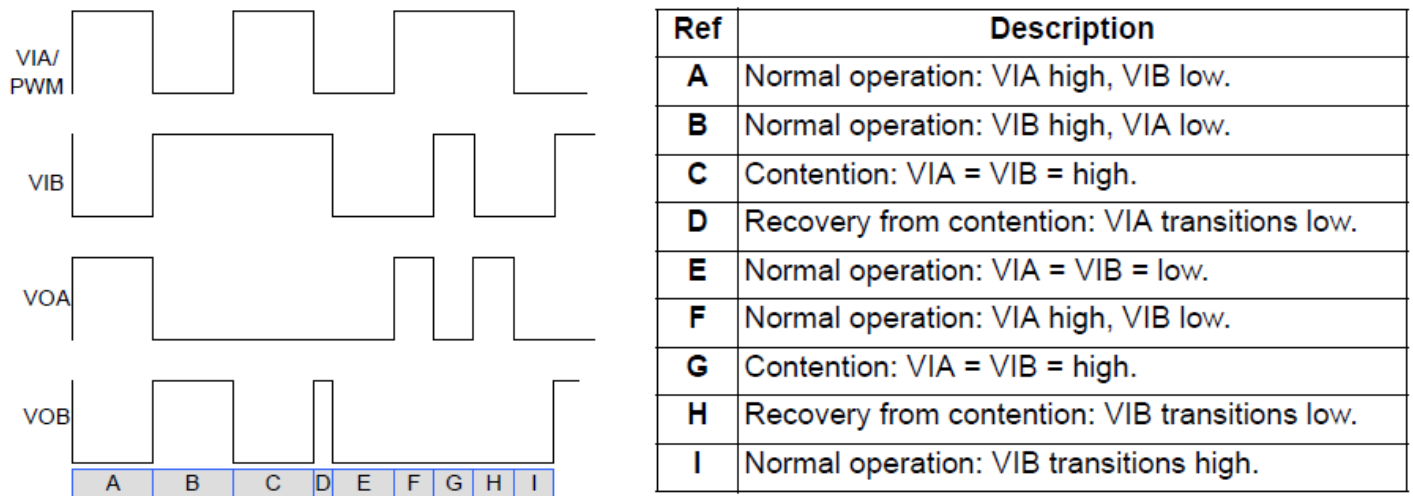 VIA/
PWM
VIB
VOA
VOB
A B C D E F G H I
Ref Description
A Normal operation: VIA high, VIB low.
B Normal operation: VIB high, VIA low.
C Contention: VIA = VIB = high.
D Recovery from contention: VIA transitions low.
E Normal operation: VIA = VIB = low.
F Normal operation: VIA high, VIB low.
G Contention: VIA = VIB = high.
H Recovery from contention: VIB transitions low.
I Normal operation: VIB transitions high.